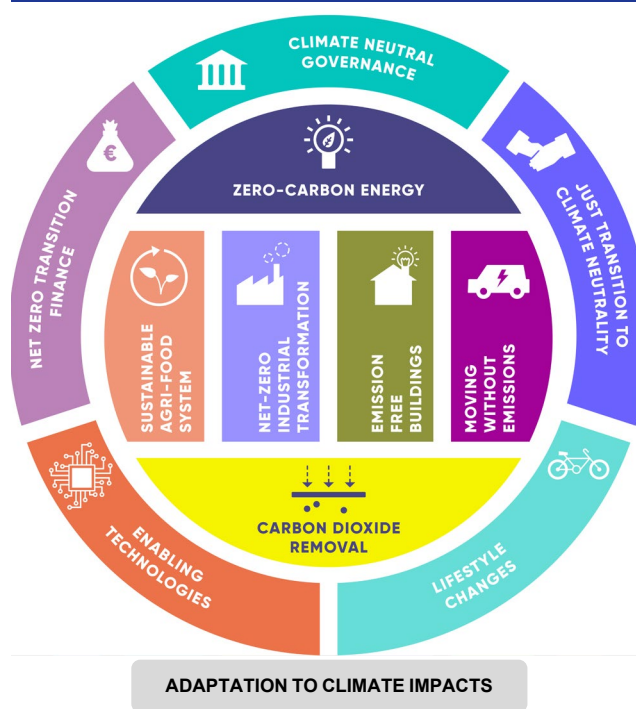 CLIMATE NEUTRAL
GOVERNANCE
NET ZERO TRANSITION
FINANCE
€
JUST TRANSITION TO
CLIMATE NEUTRALITY
ZERO-CARBON ENERGY
SUSTAINABLE
AGRI-FOOD
SYSTEM
NET-ZERO
INDUSTRIAL
TRANSFORMATION
EMISSION
FREE
BUILDINGS
MOVING
WITHOUT
EMISSIONS
CARBON DIOXIDE
REMOVAL
ENABLING
TECHNOLOGIES
LIFESTYLE
CHANGES
ADAPTATION TO CLIMATE IMPACTS